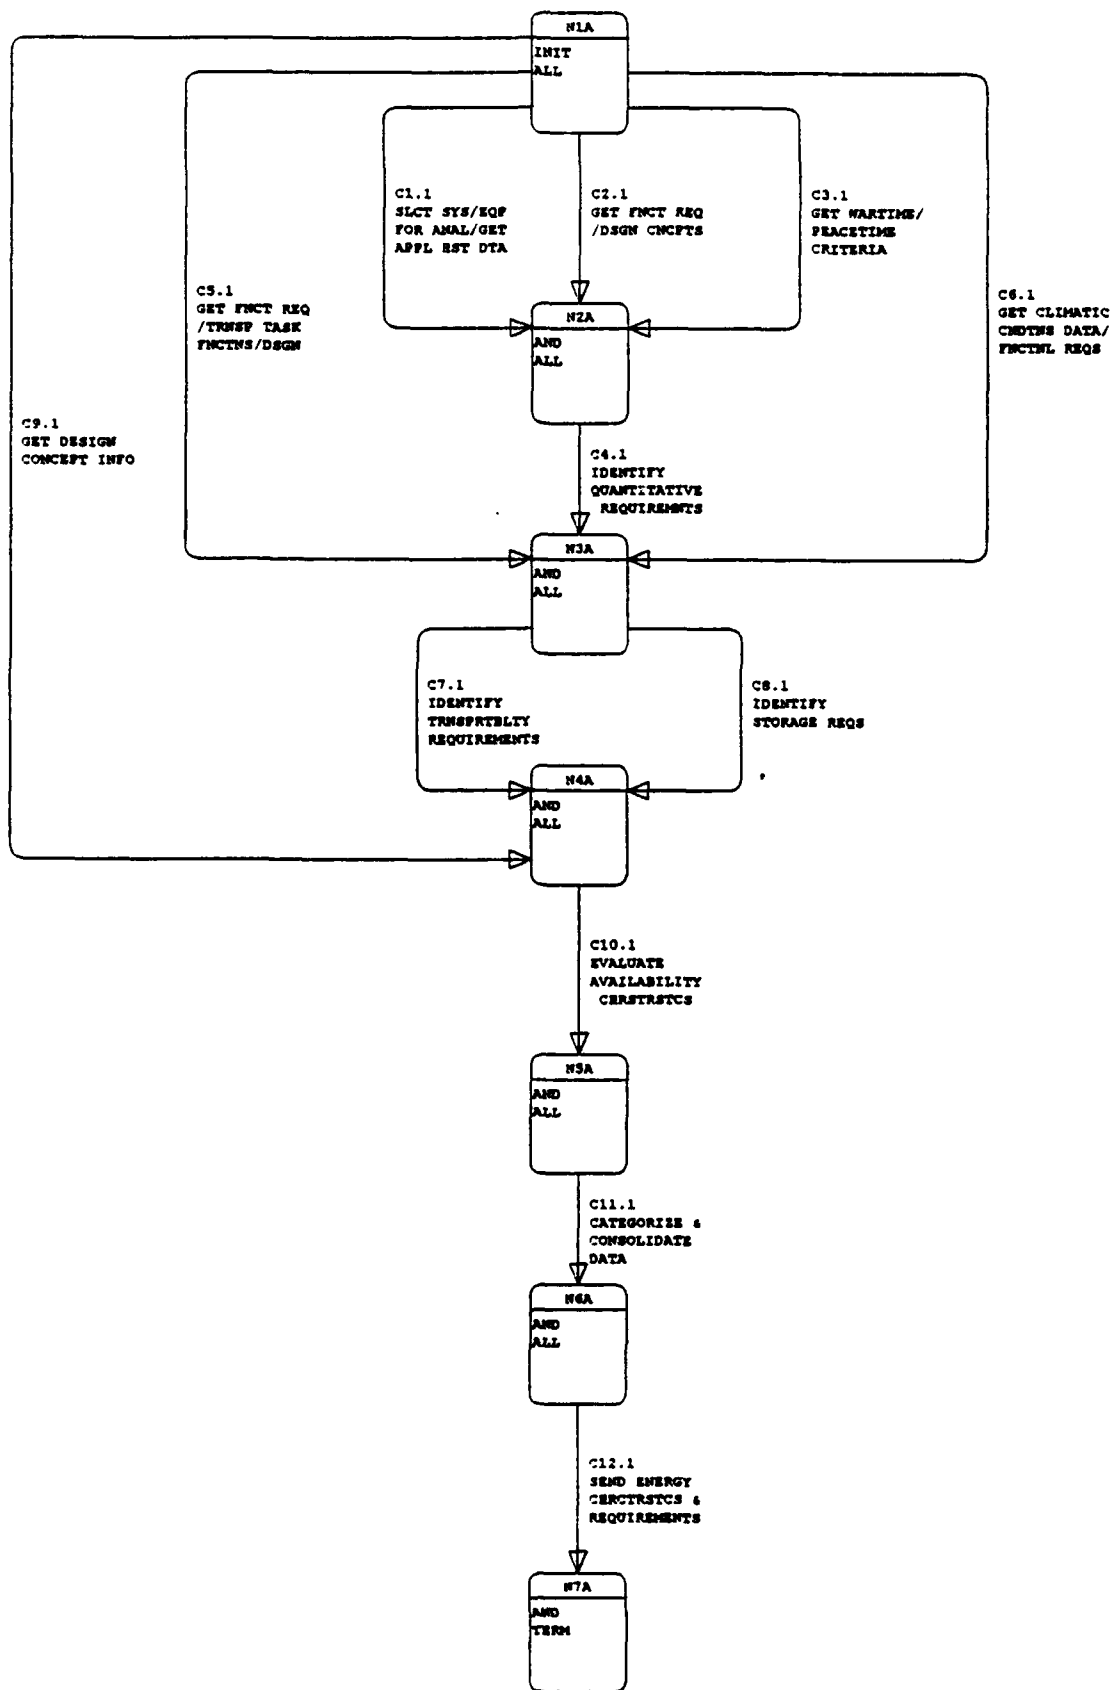 N1A
INIT
ALL
C1.1
SLCT SYS/EQP
FOR ANAL/GET
APPL EST DTA
C2.1
GET FNCT REQ
/DSGN CNCPTS
C3.1
GET WARTIME/
PEACETIME
CRITERIA
C5.1
GET FNCT REQ
/TRNSP TASK
FNCTNS/DSGN
C6.1
GET CLIMATIC
CNDTNS DATA/
FNCTNL REQS
N2A
AND
ALL
C9.1
GET DESIGN
CONCEPT INFO
C4.1
IDENTIFY
QUANTITATIVE
REQUIREMNTS
N3A
AND
ALL
C7.1
IDENTIFY
TRNSPRTBLTY
REQUIREMENTS
C8.1
IDENTIFY
STORAGE REQS
N4A
AND
ALL
C10.1
EVALUATE
AVAILABILITY
CHRSTRSTCS
N5A
AND
ALL
C11.1
CATEGORIZE &
CONSOLIDATE
DATA
N6A
AND
ALL
C12.1
SEND ENERGY
CHRCTRSTCS &
REQUIREMENTS
N7A
AND
TERM